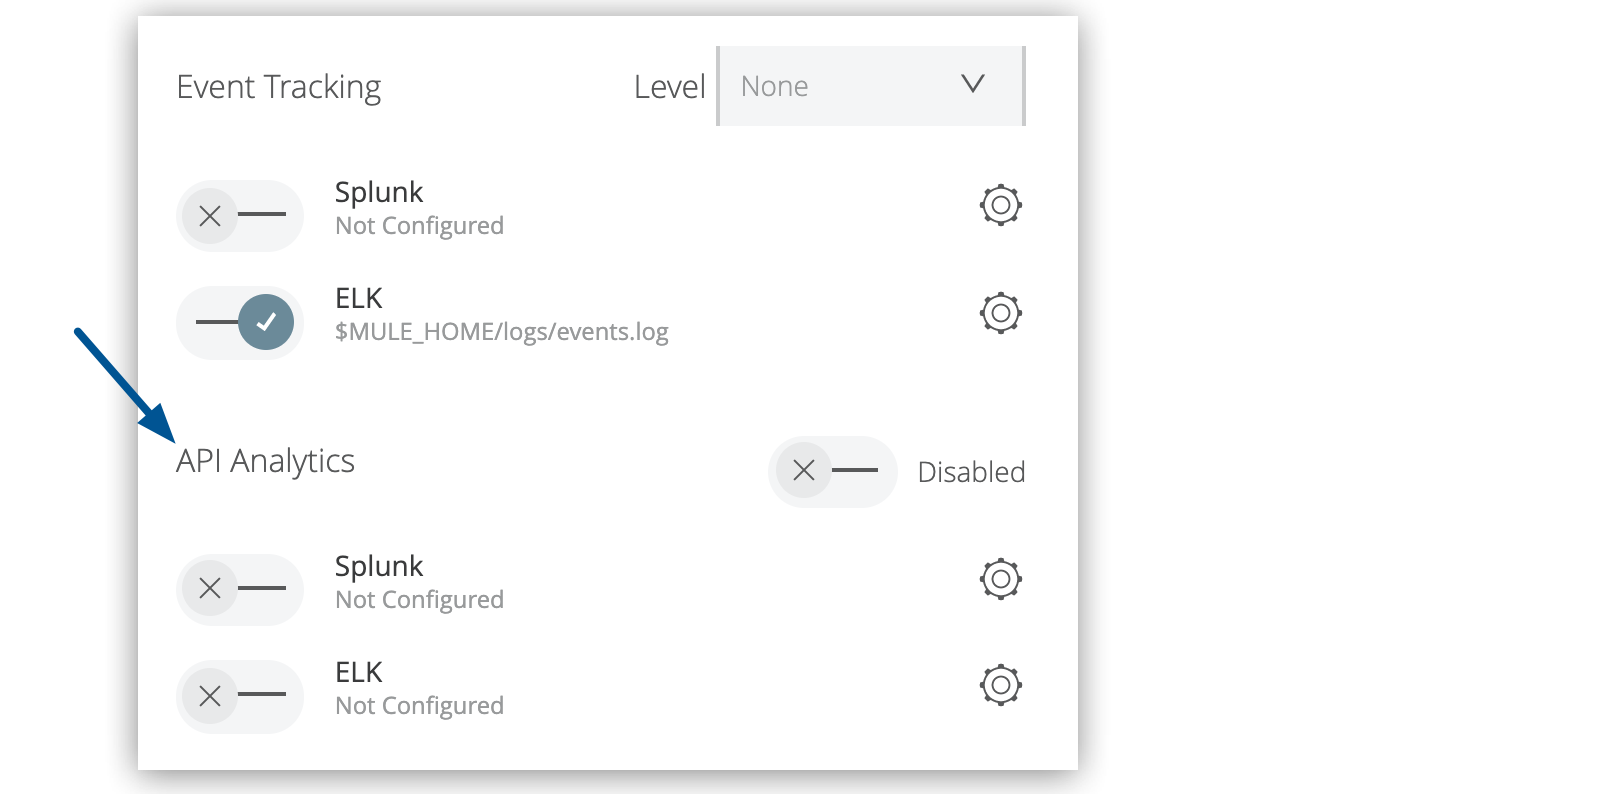 Event Tracking
Level
None
Splunk
Not Configured
ELK
$MULE_HOME/logs/events.log
API Analytics
Disabled
Splunk
Not Configured
ELK
Not Configured